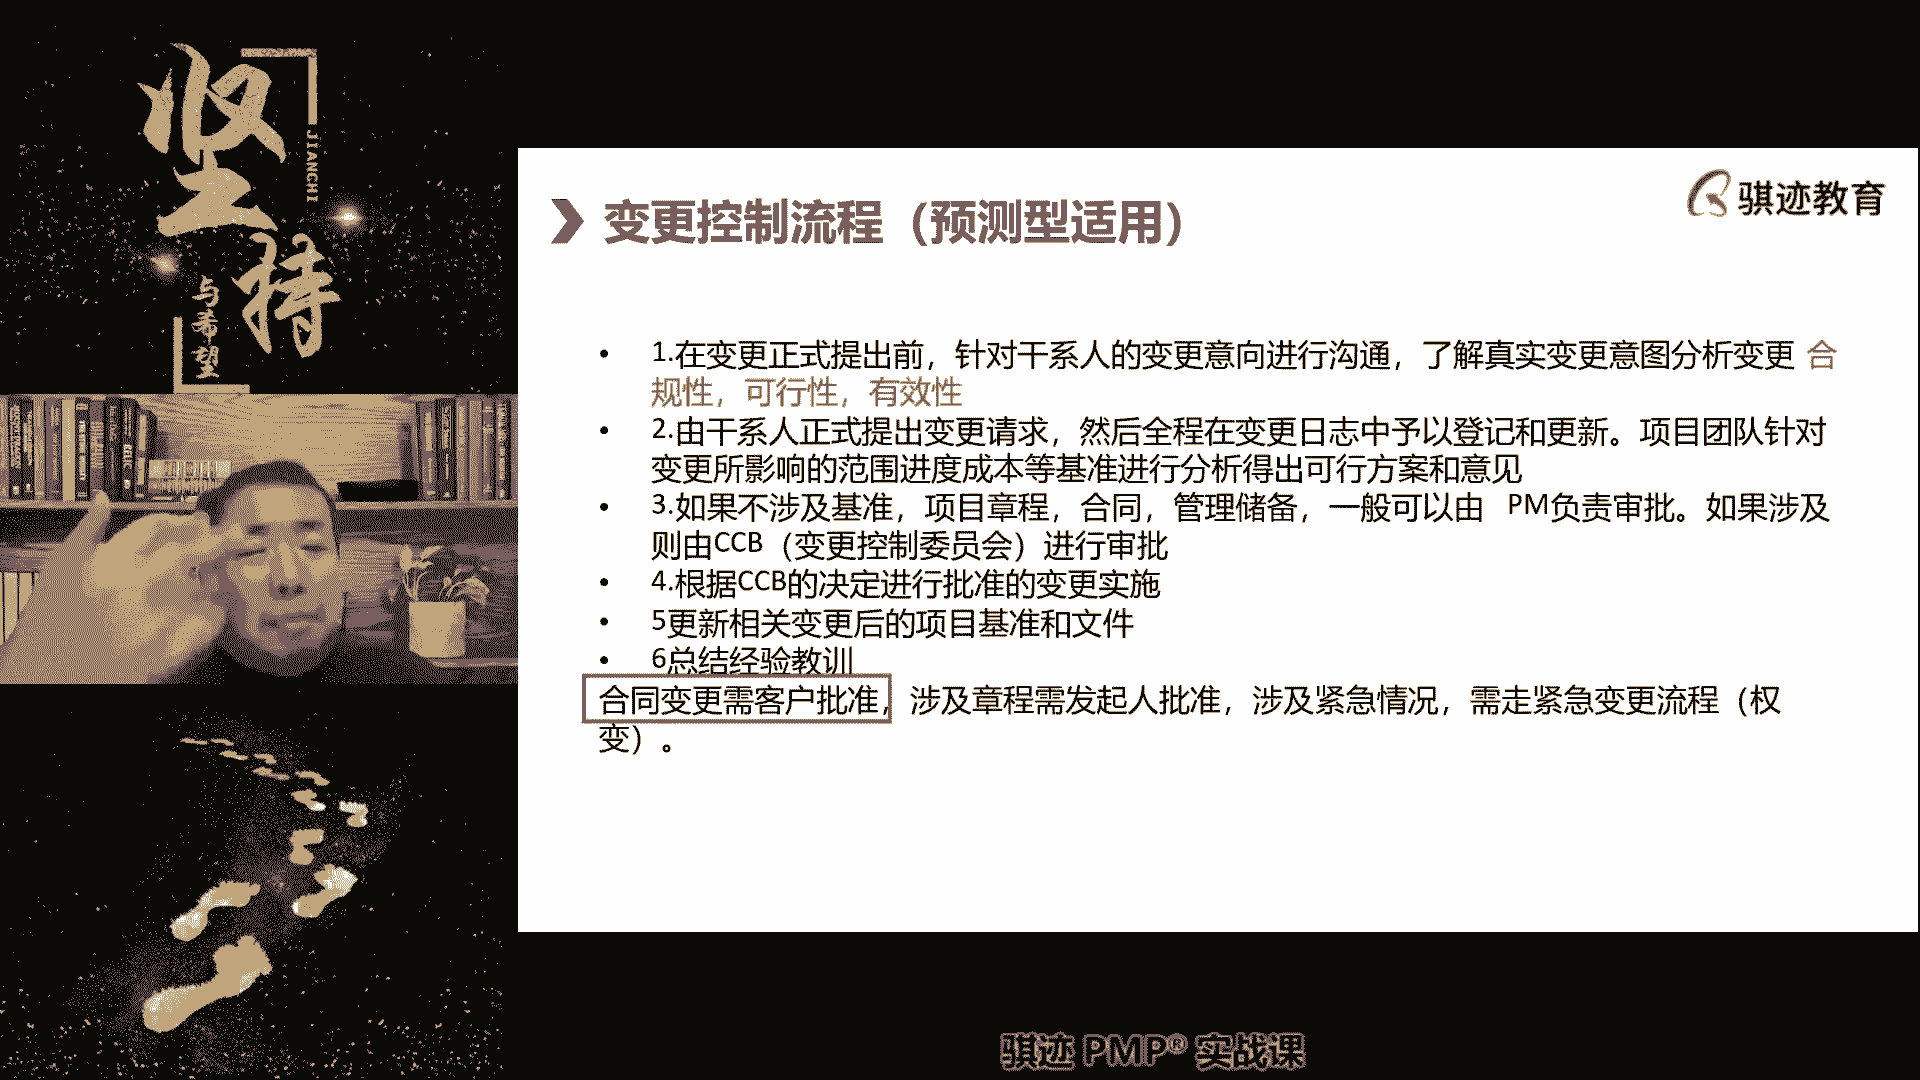 坚持
JIANCHI
与希望
骐迹教育
变更控制流程（预测型适用）
• 1.在变更正式提出前，针对干系人的变更意向进行沟通，了解真实变更意图分析变更 合
规性，可行性，有效性
• 2.由干系人正式提出变更请求，然后全程在变更日志中予以登记和更新。项目团队针对
变更所影响的范围进度成本等基准进行分析得出可行方案和意见
• 3.如果不涉及基准，项目章程，合同，管理储备，一般可以由 PM负责审批。如果涉及
则由CCB（变更控制委员会）进行审批
• 4.根据CCB的决定进行批准的变更实施
• 5更新相关变更后的项目基准和文件
• 6总结经验教训
合同变更需客户批准，涉及章程需发起人批准，涉及紧急情况，需走紧急变更流程（权
变）。
骐迹 PMP® 实战课